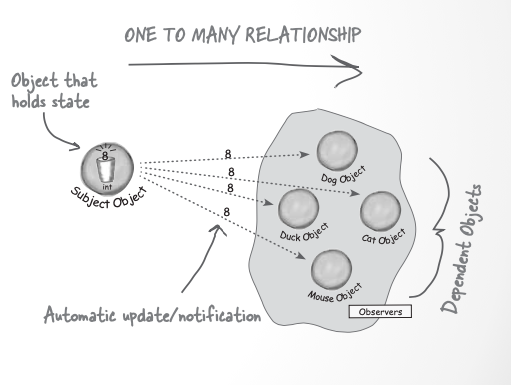 ONE TO MANY RELATIONSHIP
Object that
holds state
8
int
Subject Object
8
8
8
8
Dog Object
Duck Object
Cat Object
Mouse Object
Observers
Automatic update/notification
Dependent Objects